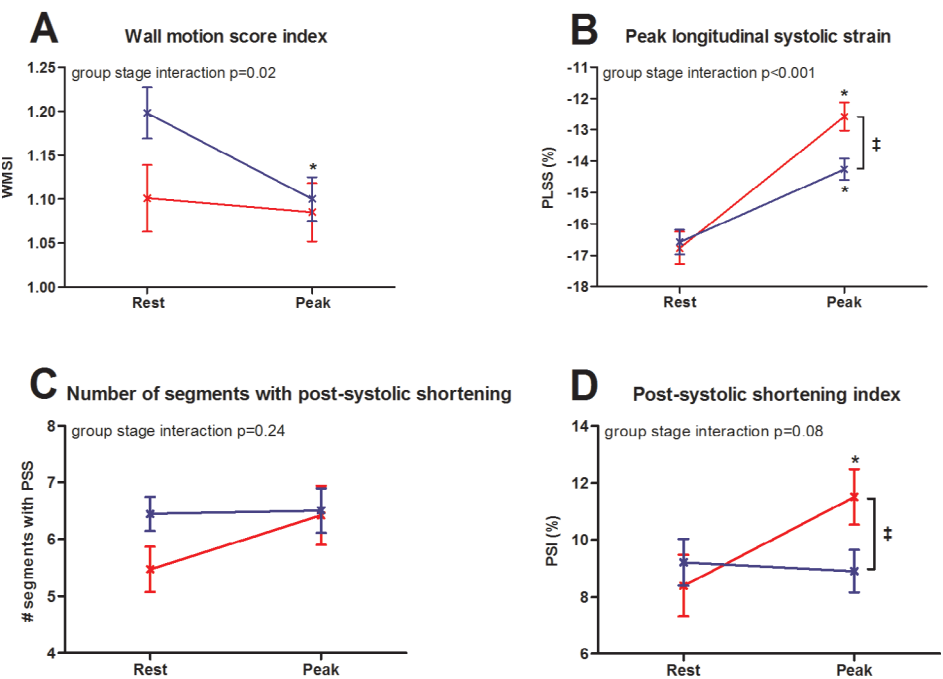 A
Wall motion score index
group stage interaction p=0.02
WMSI
1.25
1.20
1.15
1.10
1.05
1.00
*
Rest
Peak
B
Peak longitudinal systolic strain
group stage interaction p<0.001
PLSS (%)
-11
-12
-13
-14
-15
-16
-17
-18
*
‡
*
Rest
Peak
C
Number of segments with post-systolic shortening
group stage interaction p=0.24
# segments with PSS
8
7
6
5
4
Rest
Peak
D
Post-systolic shortening index
group stage interaction p=0.08
PSI (%)
14
12
10
8
6
*
‡
Rest
Peak